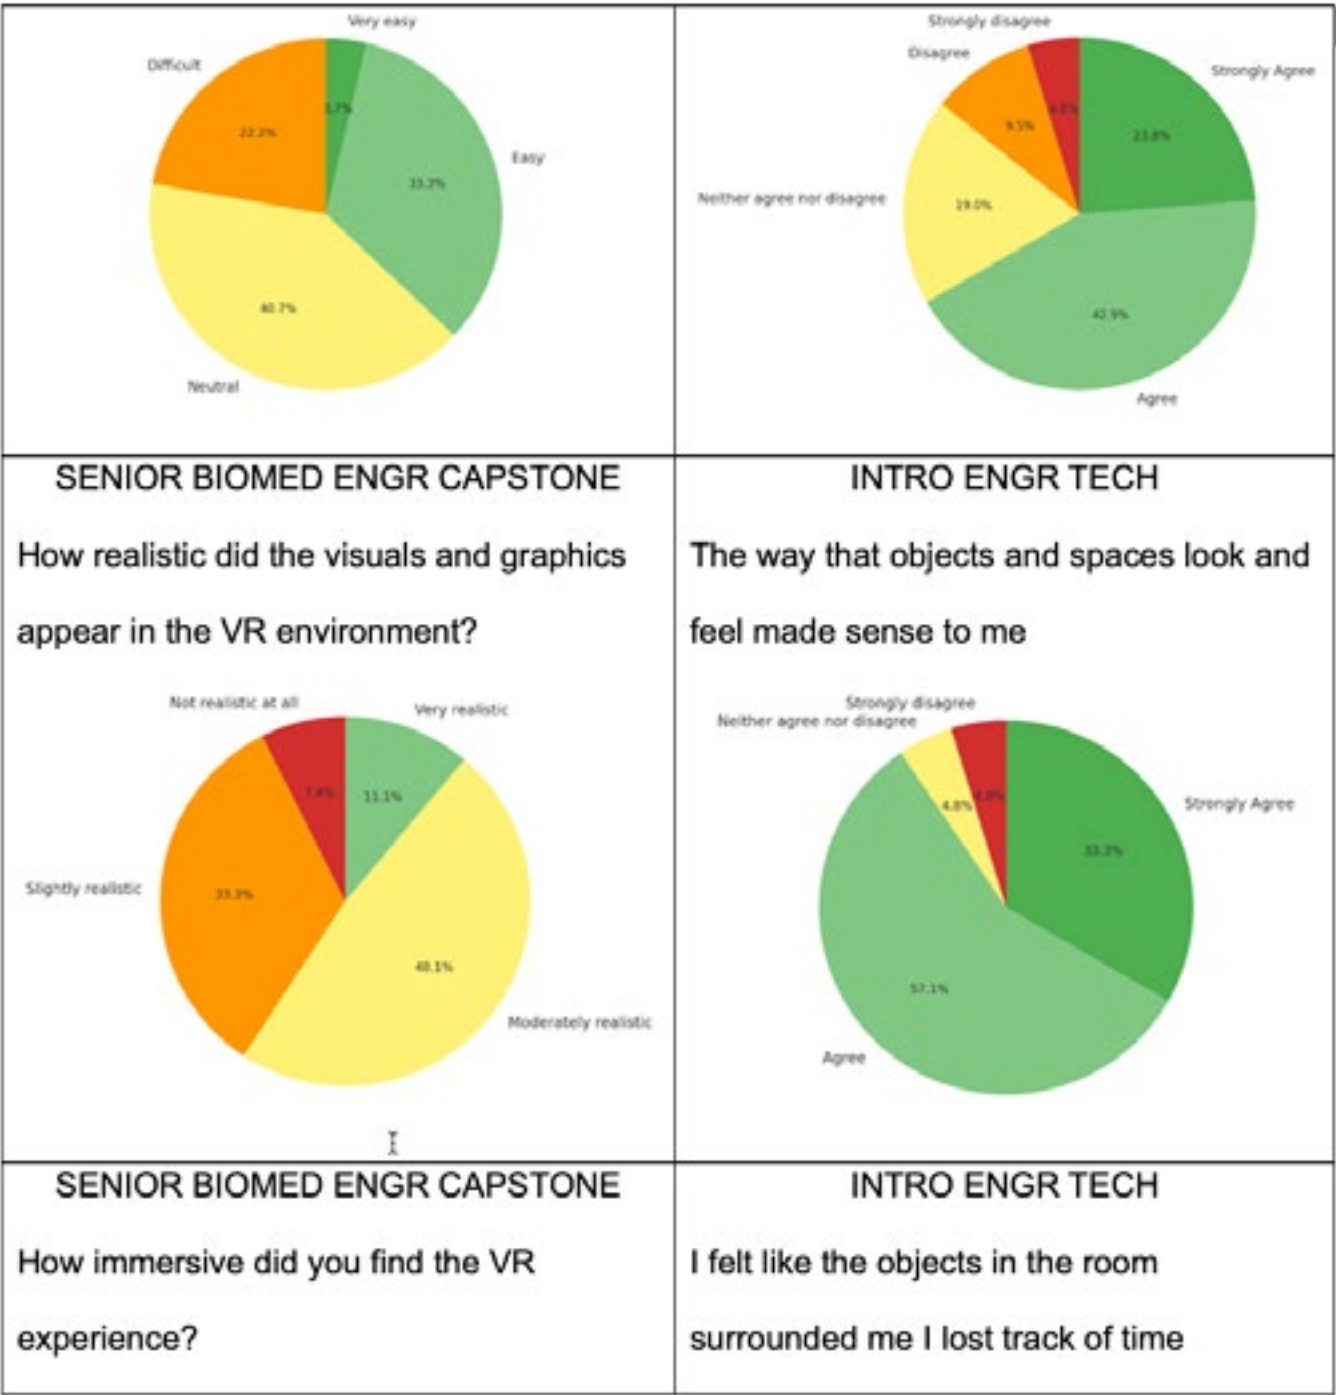 Very easy
Difficult
3.7%
22.2%
Easy
33.3%
40.7%
Neutral
Strongly disagree
Disagree
Strongly Agree
4.8%
9.5%
23.8%
Neither agree nor disagree
19.0%
42.9%
Agree
SENIOR BIOMED ENGR CAPSTONE
How realistic did the visuals and graphics
appear in the VR environment?
Not realistic at all
Very realistic
7.4%
11.1%
Slightly realistic
33.3%
48.1%
Moderately realistic
INTRO ENGR TECH
The way that objects and spaces look and
feel made sense to me
Strongly disagree
Neither agree nor disagree
4.8%
4.8%
Strongly Agree
33.3%
57.1%
Agree
SENIOR BIOMED ENGR CAPSTONE
How immersive did you find the VR
experience?
INTRO ENGR TECH
I felt like the objects in the room
surrounded me I lost track of time